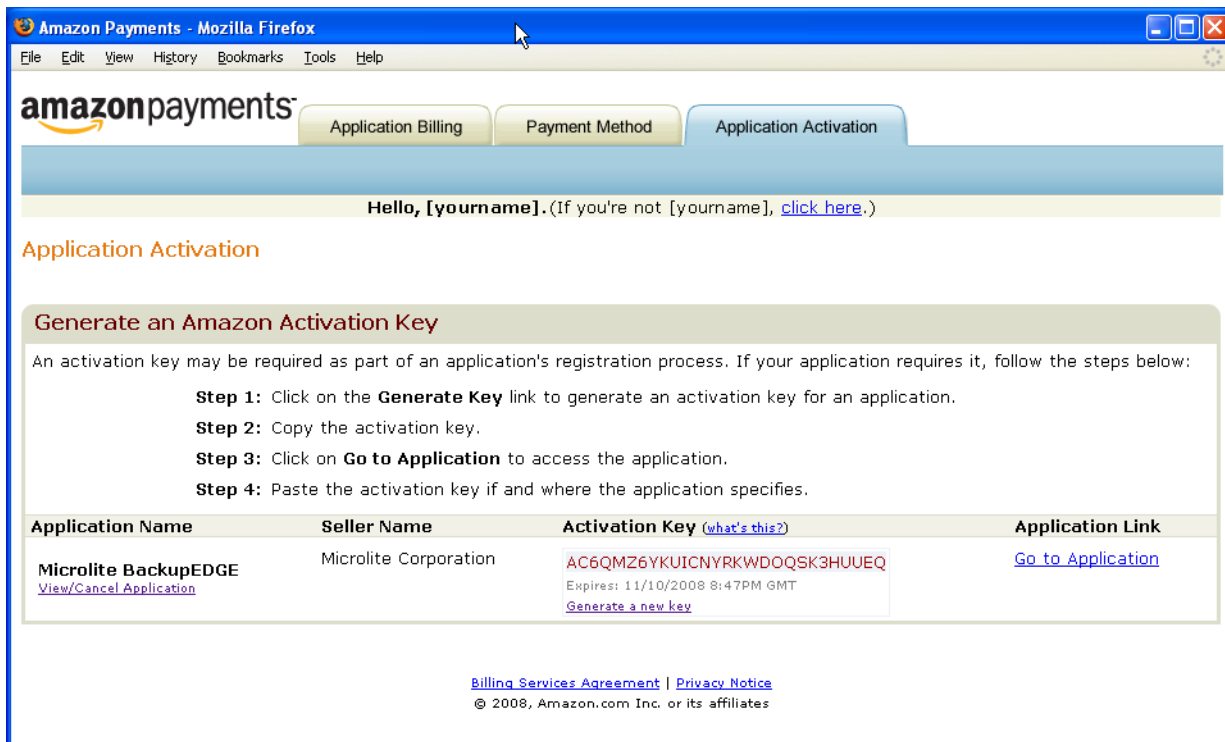 Amazon Payments - Mozilla Firefox
File Edit View History Bookmarks Tools Help
amazonpayments™
Application Billing Payment Method Application Activation
Hello, [yourname]. (If you're not [yourname], click here.)
Application Activation
Generate an Amazon Activation Key
An activation key may be required as part of an application's registration process. If your application requires it, follow the steps below:
Step 1: Click on the Generate Key link to generate an activation key for an application.
Step 2: Copy the activation key.
Step 3: Click on Go to Application to access the application.
Step 4: Paste the activation key if and where the application specifies.
Application Name Seller Name Activation Key (what's this?) Application Link
Microlite BackupEDGE Microlite Corporation AC6QMZ6YKUICNYRKWDOQSK3HUUEQ Go to Application
View/Cancel Application Expires: 11/10/2008 8:47PM GMT
Generate a new key
Billing Services Agreement | Privacy Notice
© 2008, Amazon.com Inc. or its affiliates